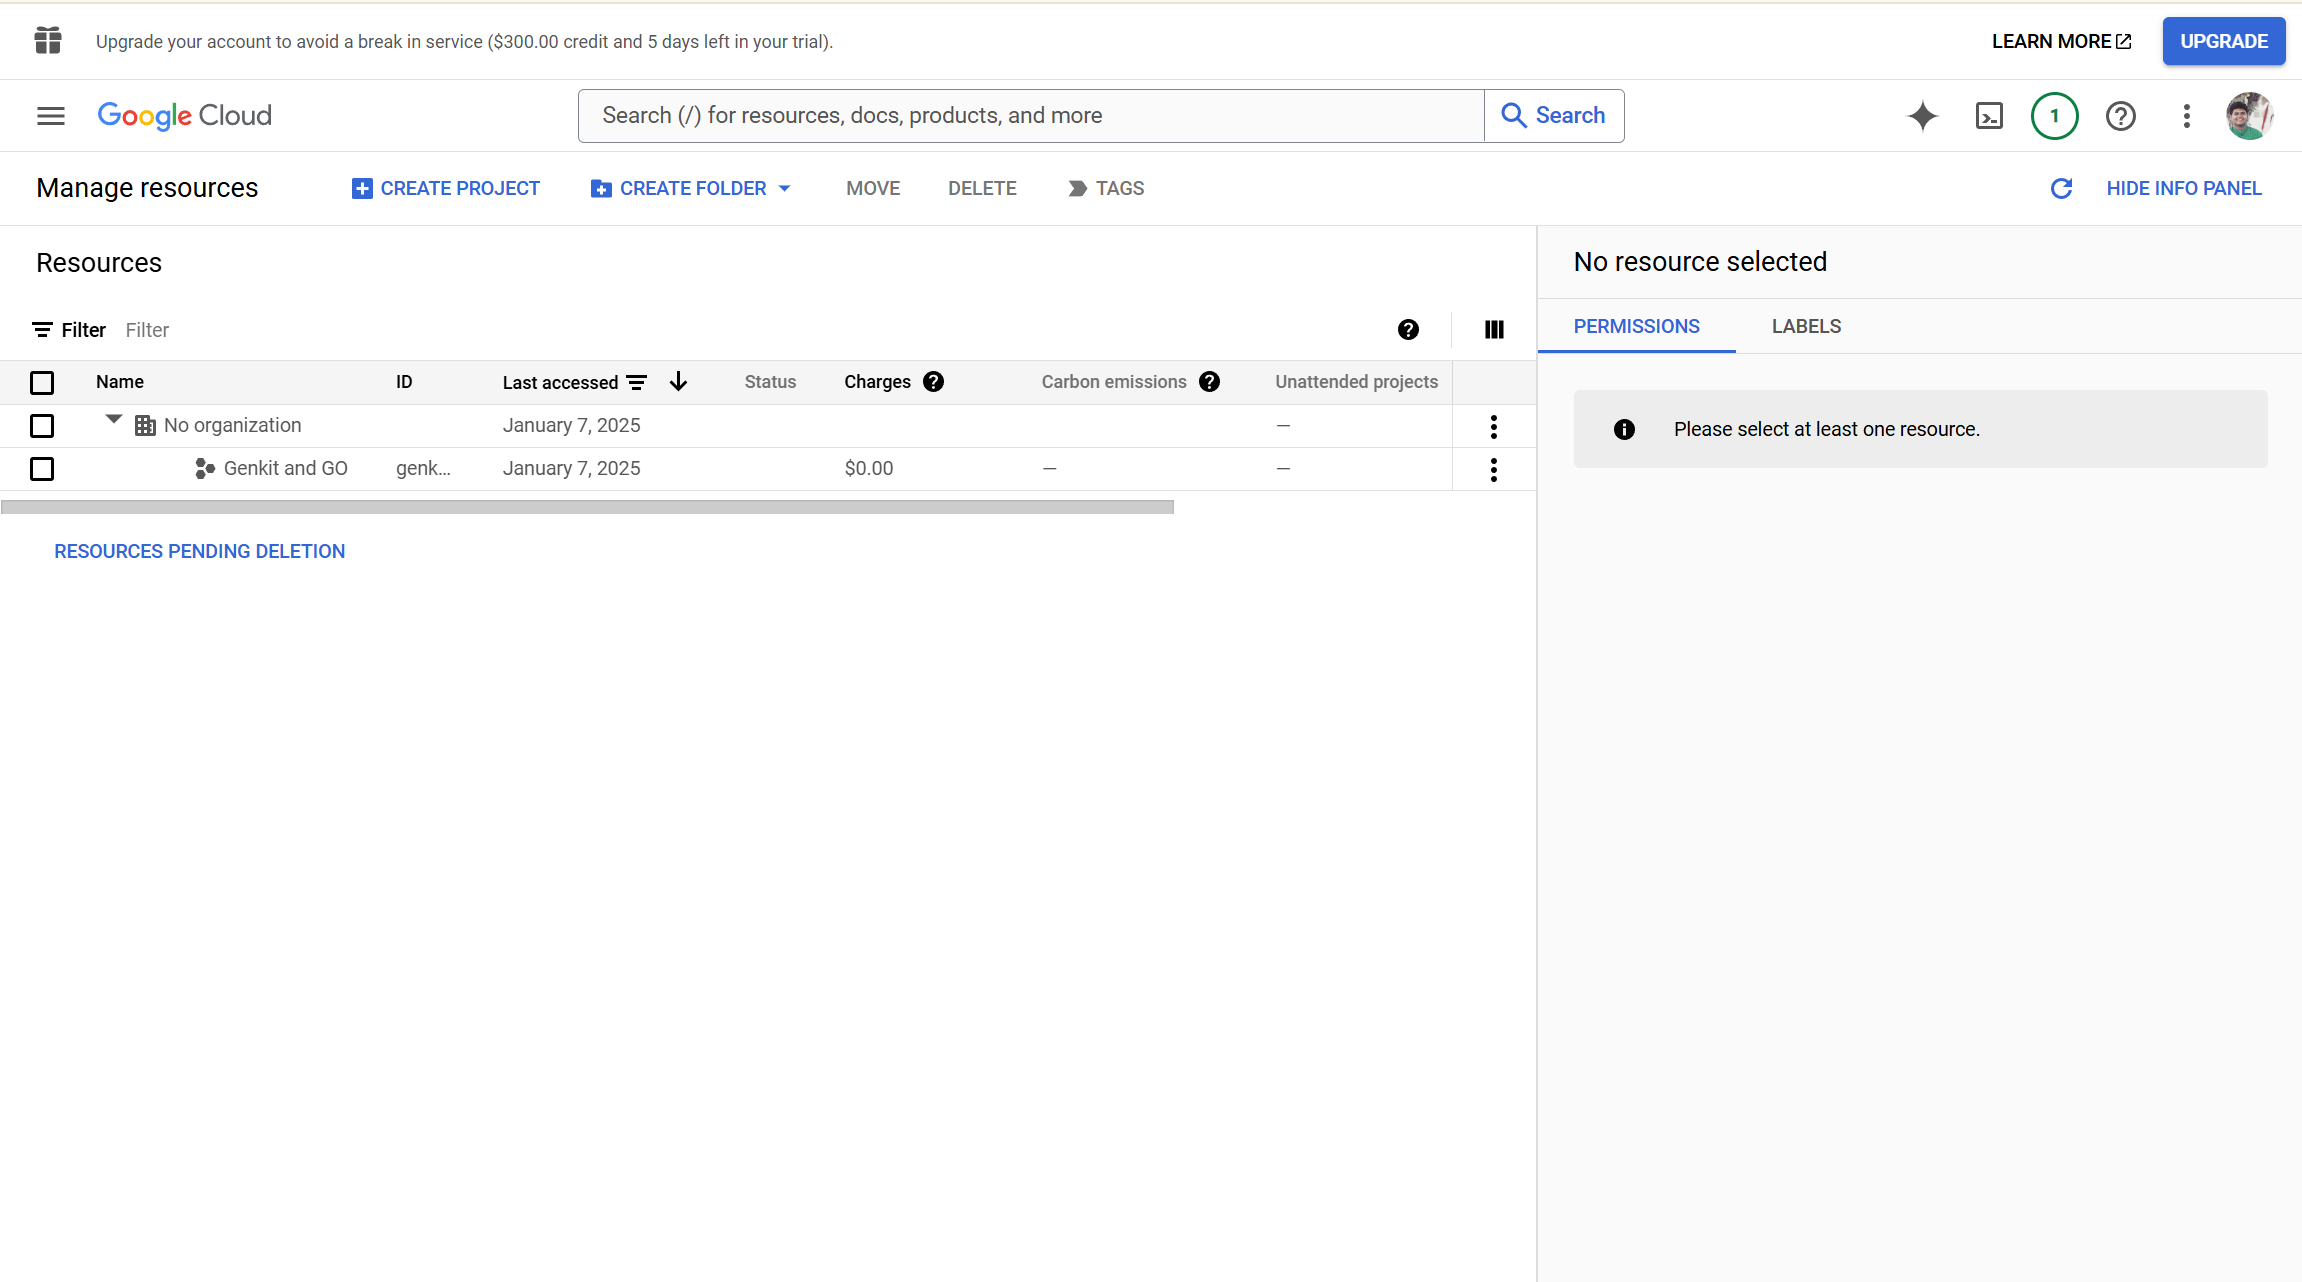 Upgrade your account to avoid a break in service ($300.00 credit and 5 days left in your trial).
LEARN MORE
UPGRADE
Google Cloud
Search (/) for resources, docs, products, and more
Search
1
Manage resources
CREATE PROJECT
CREATE FOLDER
MOVE
DELETE
TAGS
HIDE INFO PANEL
Resources
Filter Filter
Name ID Last accessed Status Charges Carbon emissions Unattended projects
No organization January 7, 2025 —
Genkit and GO genk... January 7, 2025 $0.00 — —
RESOURCES PENDING DELETION
No resource selected
PERMISSIONS LABELS
Please select at least one resource.